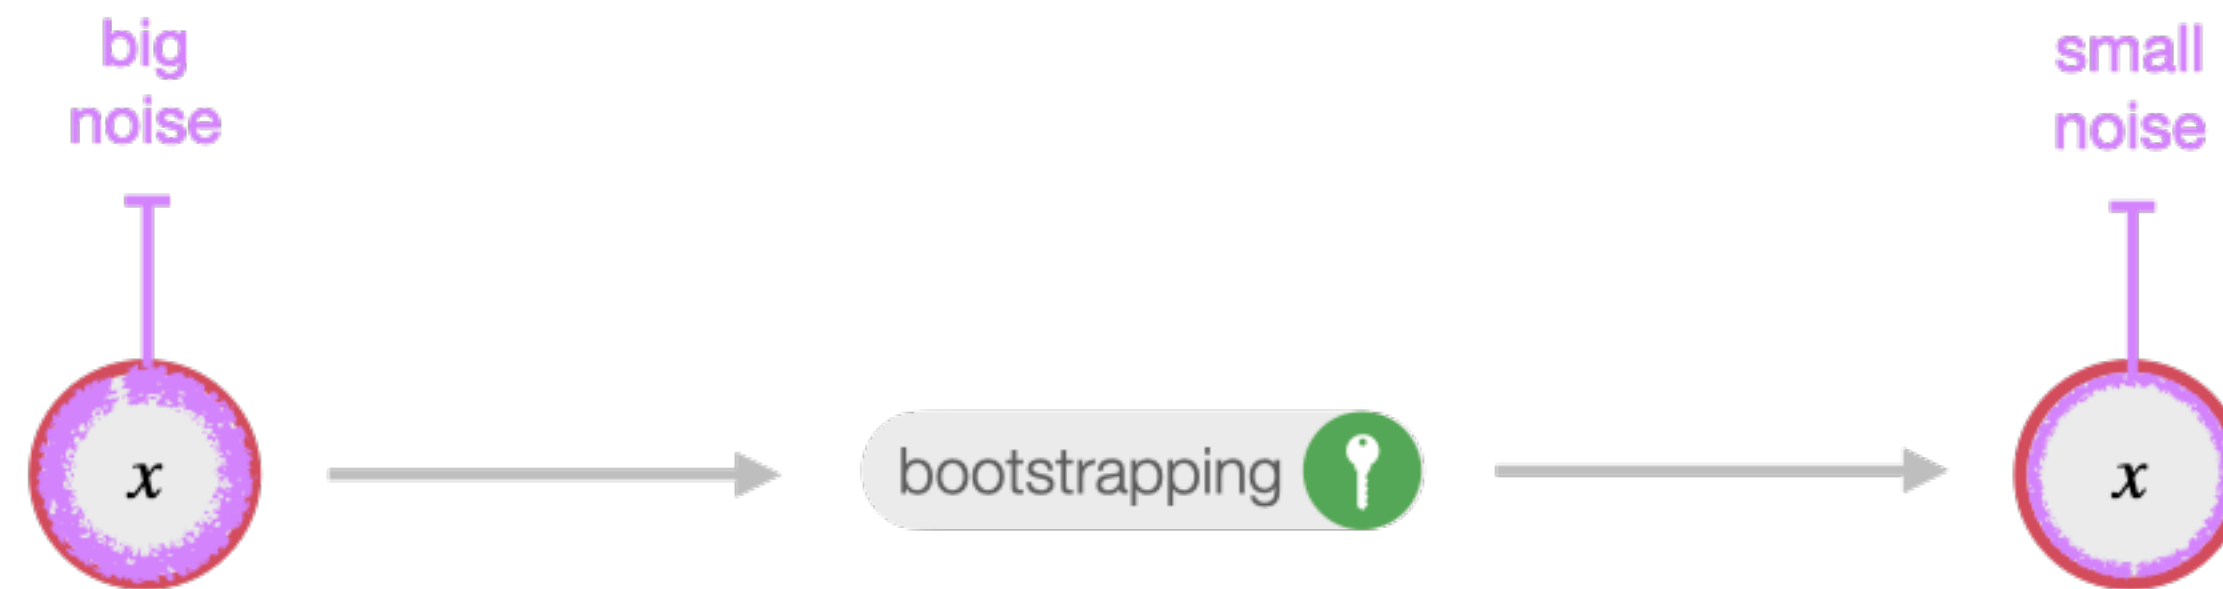 big
noise
small
noise
x
bootstrapping
x